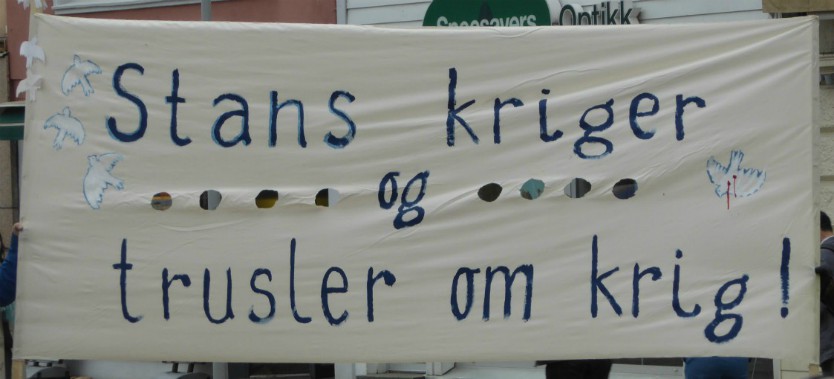 Specsavers Optikk
Stans kriger
og
trusler om krig!